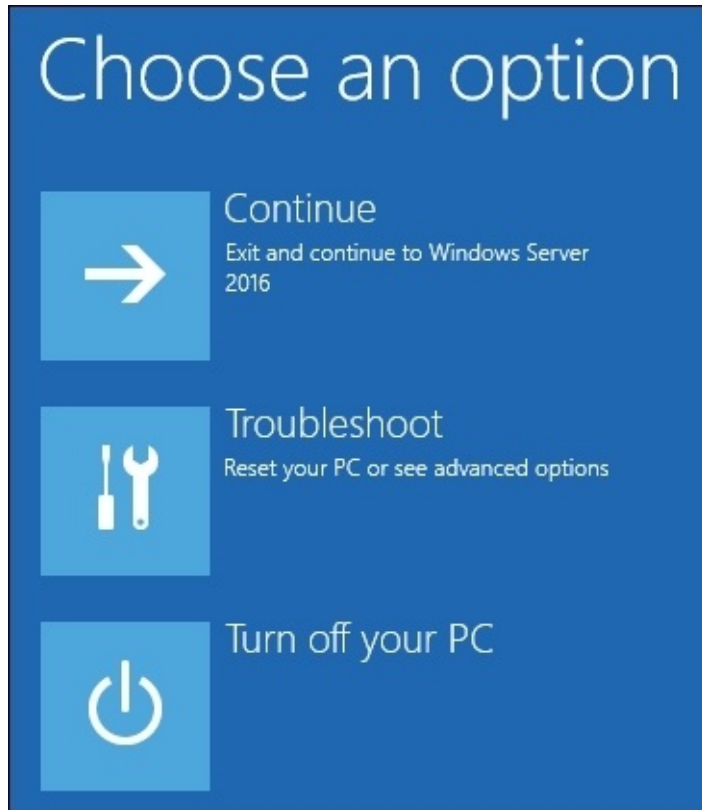 Choose an option
Continue
Exit and continue to Windows Server
2016
Troubleshoot
Reset your PC or see advanced options
Turn off your PC